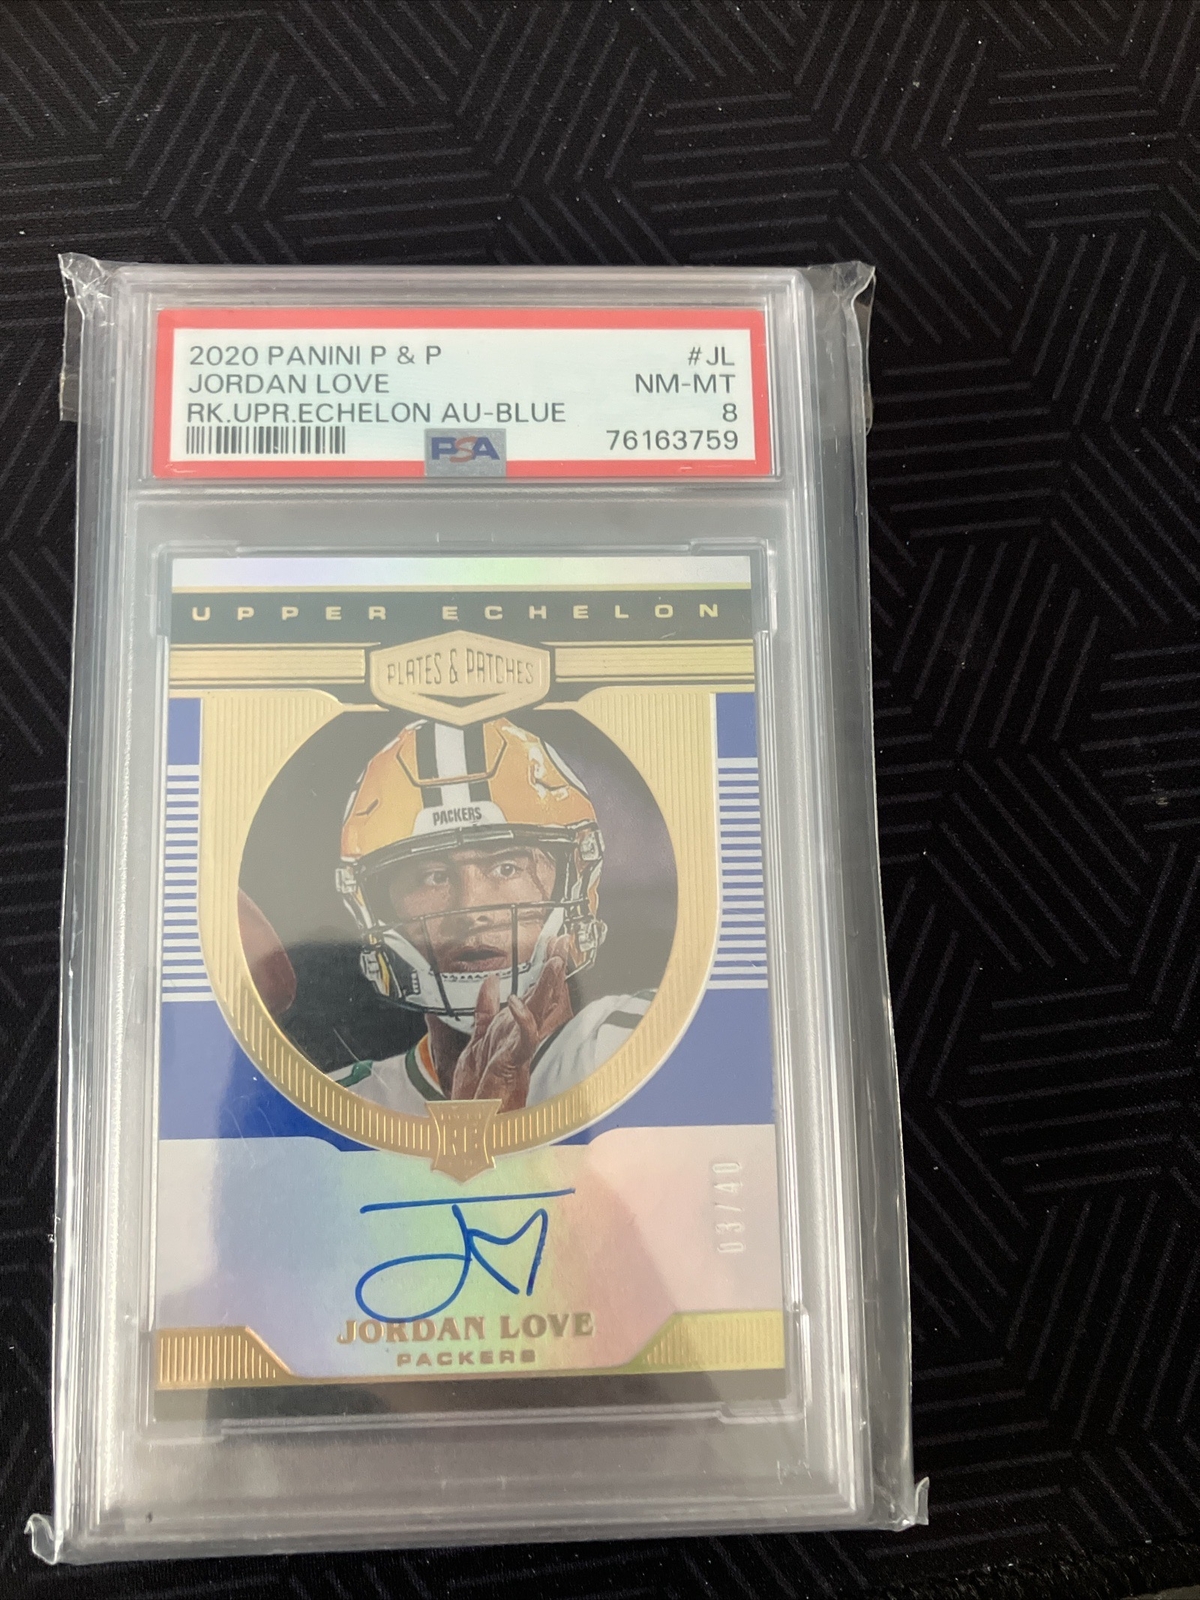 2020 PANINI P & P #JL
JORDAN LOVE NM-MT
RK.UPR.ECHELON AU-BLUE 8
PSA 76163759
UPPER ECHELON
PLATES & PATCHES
PACKERS
03/40
JORDAN LOVE
PACKERS